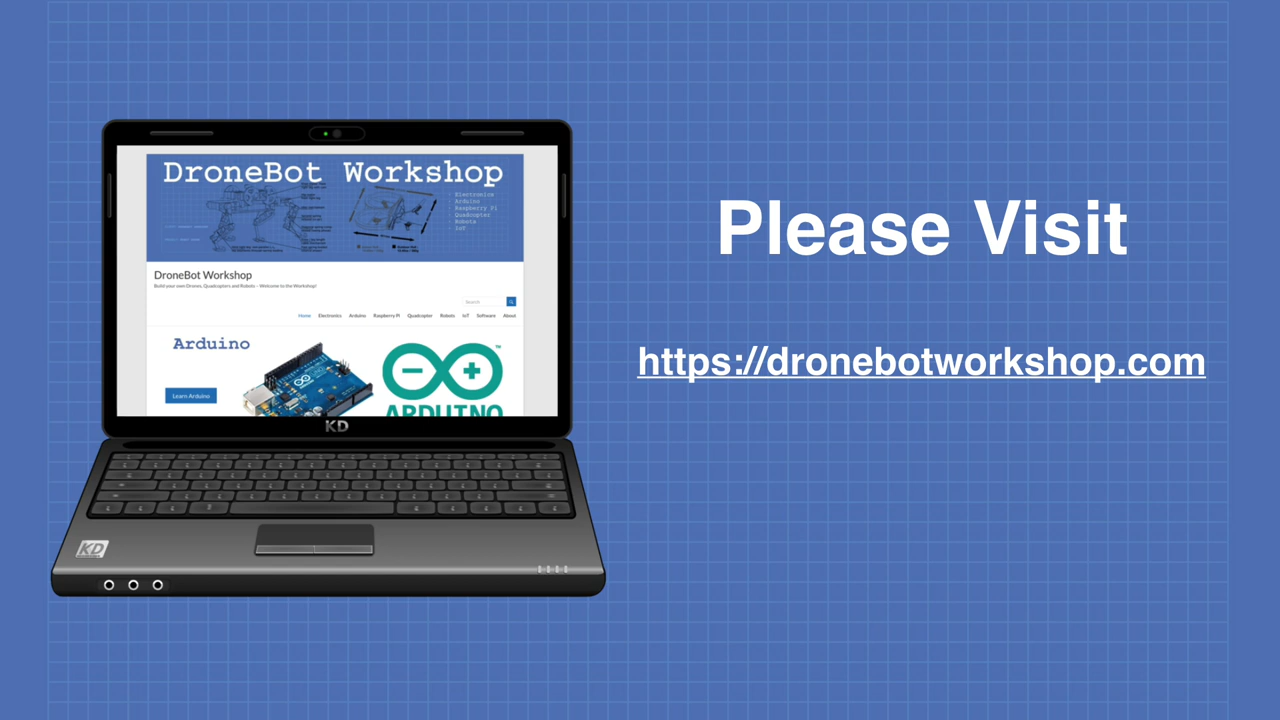 DroneBot Workshop
Electronics
Arduino
Raspberry Pi
Quadcopter
Robots
IoT
DroneBot Workshop
Build your own Drones, Quadcopters and Robots - Welcome to the Workshop!
Search
Home Electronics Arduino Raspberry Pi Quadcopter Robots IoT Software About
Arduino
Learn Arduino
ARDUINO
KD
KD
Please Visit
https://dronebotworkshop.com